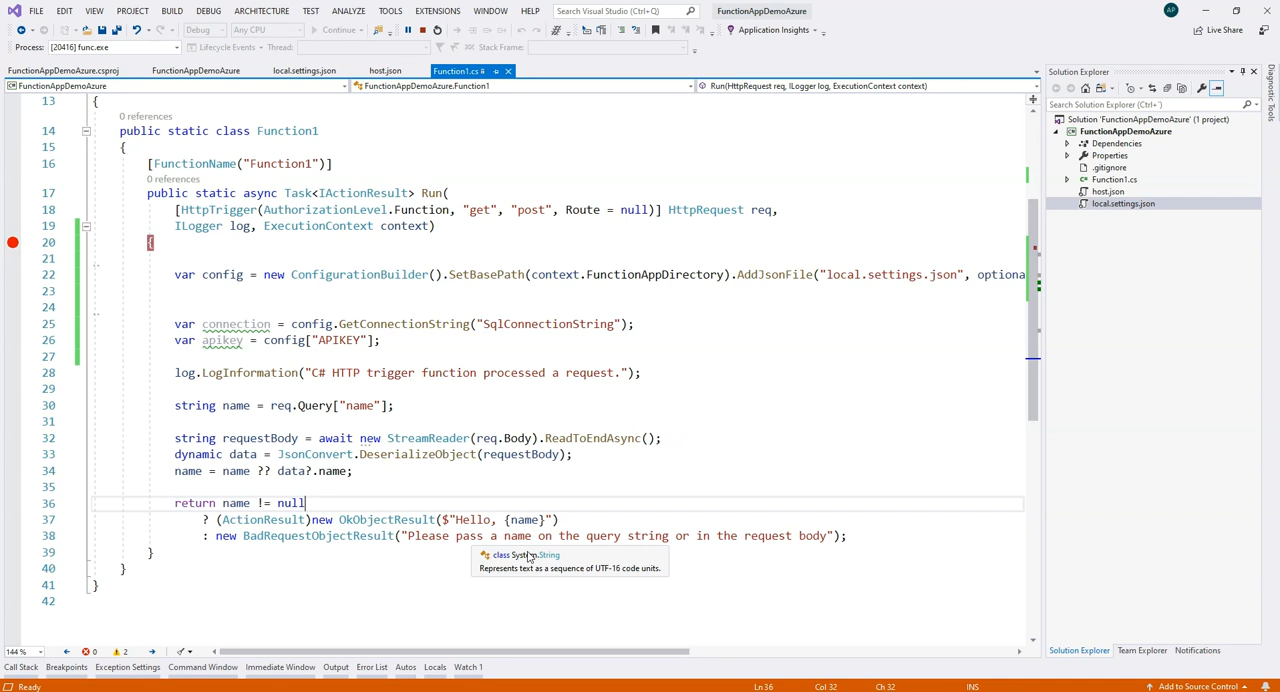 FILE EDIT VIEW PROJECT BUILD DEBUG ARCHITECTURE TEST ANALYZE TOOLS EXTENSIONS WINDOW HELP Search Visual Studio (Ctrl+Q) FunctionAppDemoAzure AP
Debug Any CPU Continue Application Insights Live Share
Process: [20416] func.exe Lifecycle Events Thread: Stack Frame:
FunctionAppDemoAzure.csproj FunctionAppDemoAzure local.settings.json host.json Function1.cs
FunctionAppDemoAzure FunctionAppDemoAzure.Function1 Run(HttpRequest req, ILogger log, ExecutionContext context)
13 {
0 references
14 public static class Function1
15 {
16 [FunctionName("Function1")]
0 references
17 public static async Task<IActionResult> Run(
18 [HttpTrigger(AuthorizationLevel.Function, "get", "post", Route = null)] HttpRequest req,
19 ILogger log, ExecutionContext context)
20 {
21
22 var config = new ConfigurationBuilder().SetBasePath(context.FunctionAppDirectory).AddJsonFile("local.settings.json", optiona
23
24
25 var connection = config.GetConnectionString("SqlConnectionString");
26 var apikey = config["APIKEY"];
27
28 log.LogInformation("C# HTTP trigger function processed a request.");
29
30 string name = req.Query["name"];
31
32 string requestBody = await new StreamReader(req.Body).ReadToEndAsync();
33 dynamic data = JsonConvert.DeserializeObject(requestBody);
34 name = name ?? data?.name;
35
36 return name != null
37 ? (ActionResult)new OkObjectResult($"Hello, {name}")
38 : new BadRequestObjectResult("Please pass a name on the query string or in the request body");
39 }
40 }
41 }
42
class System.String
Represents text as a sequence of UTF-16 code units.
Solution Explorer
Search Solution Explorer (Ctrl+´)
Solution 'FunctionAppDemoAzure' (1 project)
FunctionAppDemoAzure
Dependencies
Properties
.gitignore
Function1.cs
host.json
local.settings.json
Solution Explorer Team Explorer Notifications
Diagnostic Tools
144 % 0 2
Call Stack Breakpoints Exception Settings Command Window Immediate Window Output Error List Autos Locals Watch 1
Ready Ln 36 Col 32 Ch 32 INS Add to Source Control